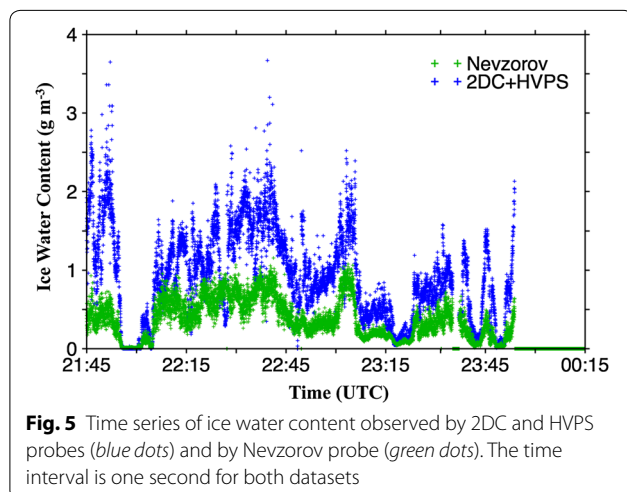 4
3
2
1
0
Ice Water Content (g m⁻³)
Nevzorov
2DC+HVPS
21:45 22:15 22:45 23:15 23:45 00:15
Time (UTC)
Fig. 5 Time series of ice water content observed by 2DC and HVPS
probes (blue dots) and by Nevzorov probe (green dots). The time
interval is one second for both datasets